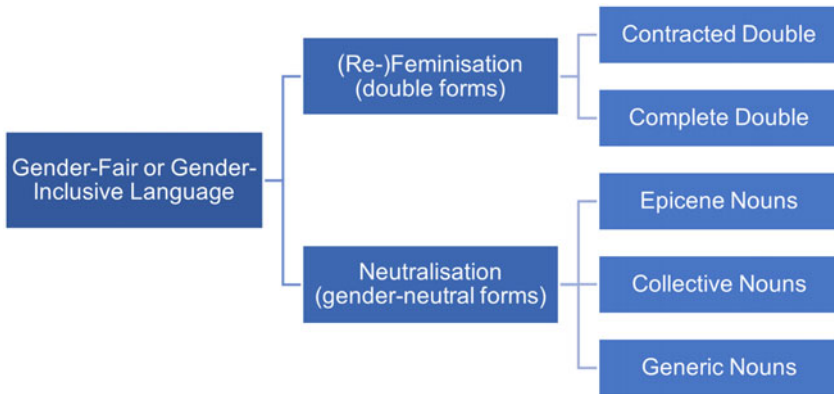 Gender-Fair or Gender-
Inclusive Language
(Re-)Feminisation
(double forms)
Contracted Double
Complete Double
Neutralisation
(gender-neutral forms)
Epicene Nouns
Collective Nouns
Generic Nouns